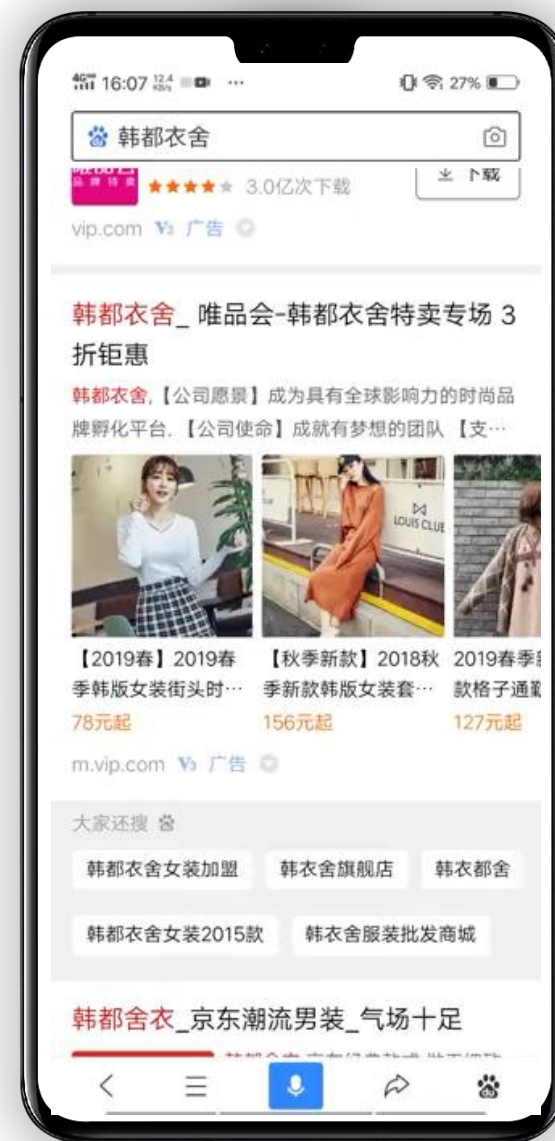 4G 16:07 12.4 KB/s ··· 27%
韩都衣舍
品牌特卖 3.0亿次下载 下载
vip.com V3 广告
韩都衣舍_ 唯品会-韩都衣舍特卖专场 3
折钜惠
韩都衣舍,【公司愿景】成为具有全球影响力的时尚品
牌孵化平台. 【公司使命】成就有梦想的团队 【支…
LOUIS CLUB
【2019春】2019春
季韩版女装街头时…
78元起
【秋季新款】2018秋
季新款韩版女装套…
156元起
2019春季
款格子通勤
127元起
m.vip.com V3 广告
大家还搜
韩都衣舍女装加盟 韩衣舍旗舰店 韩衣都舍
韩都衣舍女装2015款 韩衣舍服装批发商城
韩都舍衣_京东潮流男装_气场十足
du